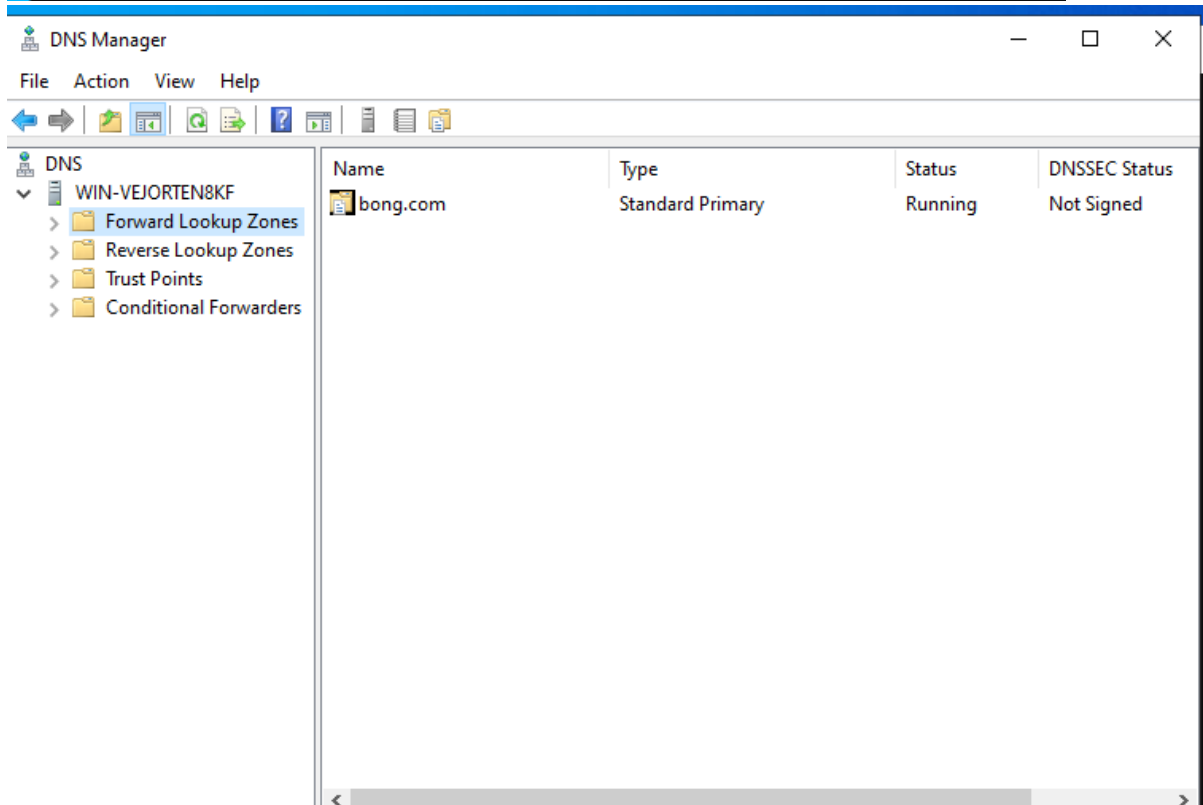 DNS Manager
File Action View Help
DNS
WIN-VEJORTEN8KF
Forward Lookup Zones
Reverse Lookup Zones
Trust Points
Conditional Forwarders
Name Type Status DNSSEC Status
bong.com Standard Primary Running Not Signed